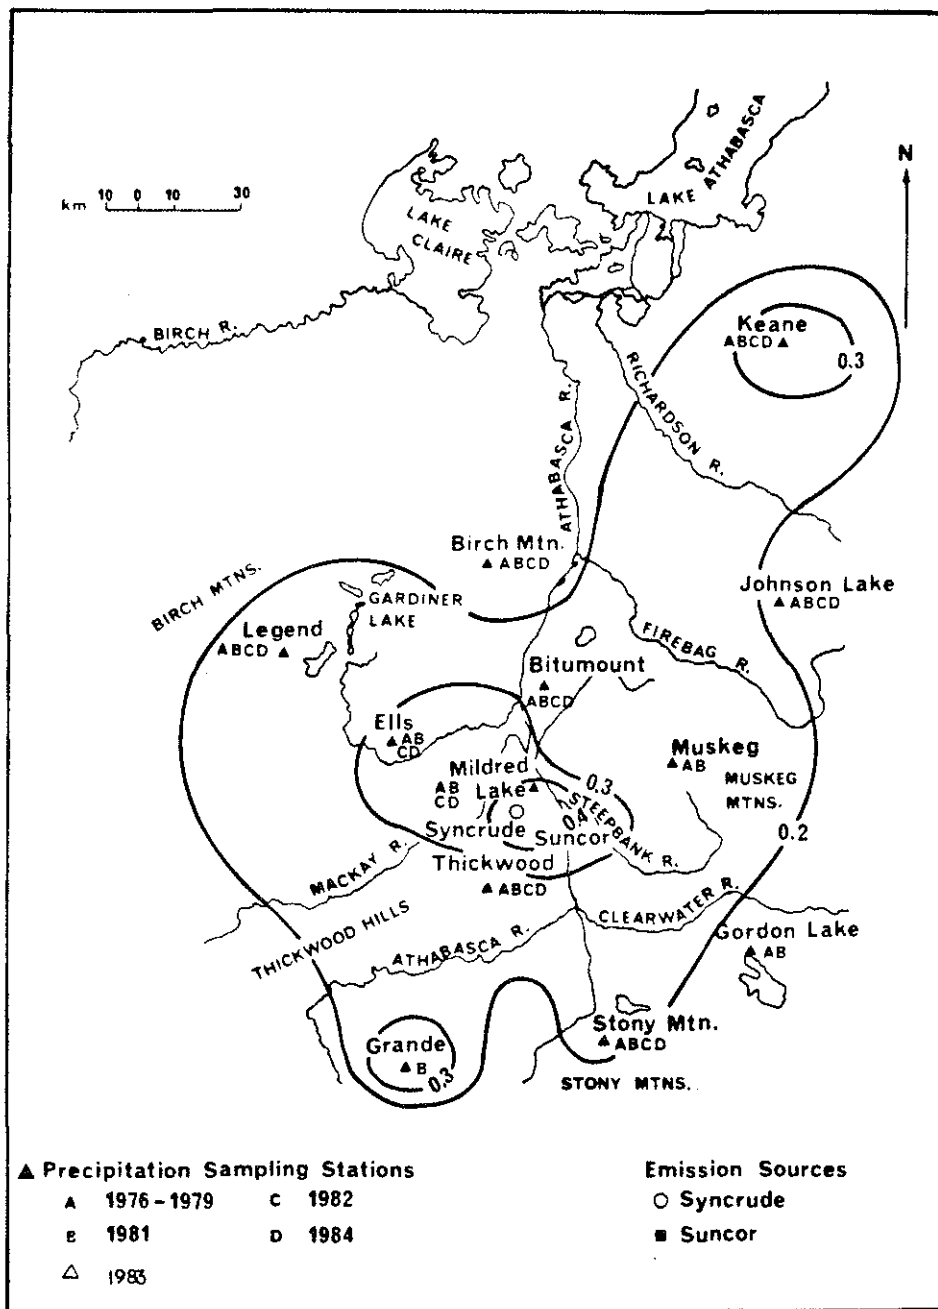 N
10 0 10 30
km
LAKE
ATHABASCA
LAKE
CLAIRE
BIRCH R.
Keane
ABCD
0.3
RICHARDSON R.
ATHABASCA R.
Birch Mtn.
ABCD
BIRCH MTNS.
GARDINER
LAKE
Johnson Lake
ABCD
Legend
ABCD
FIREBAG R.
Bitumount
ABCD
Ells
AB
CD
Muskeg
AB
MUSKEG
MTNS.
Mildred
Lake
AB
CD
0.3
0.4
STEEPBANK R.
0.2
Syncrude
Suncor
MACKAY R.
Thickwood
ABCD
THICKWOOD HILLS
CLEARWATER R.
ATHABASCA R.
Gordon Lake
AB
Stony Mtn.
ABCD
Grande
B
0.3
STONY MTNS.
Precipitation Sampling Stations
A 1976-1979 C 1982
B 1981 D 1984
1983
Emission Sources
Syncrude
Suncor